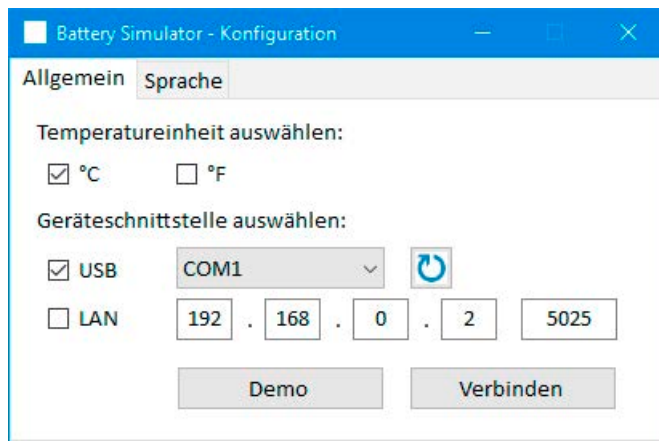 Battery Simulator - Konfiguration
Allgemein Sprache
Temperatureinheit auswählen:
°C °F
Geräteschnittstelle auswählen:
USB COM1
LAN 192 . 168 . 0 . 2 5025
Demo Verbinden